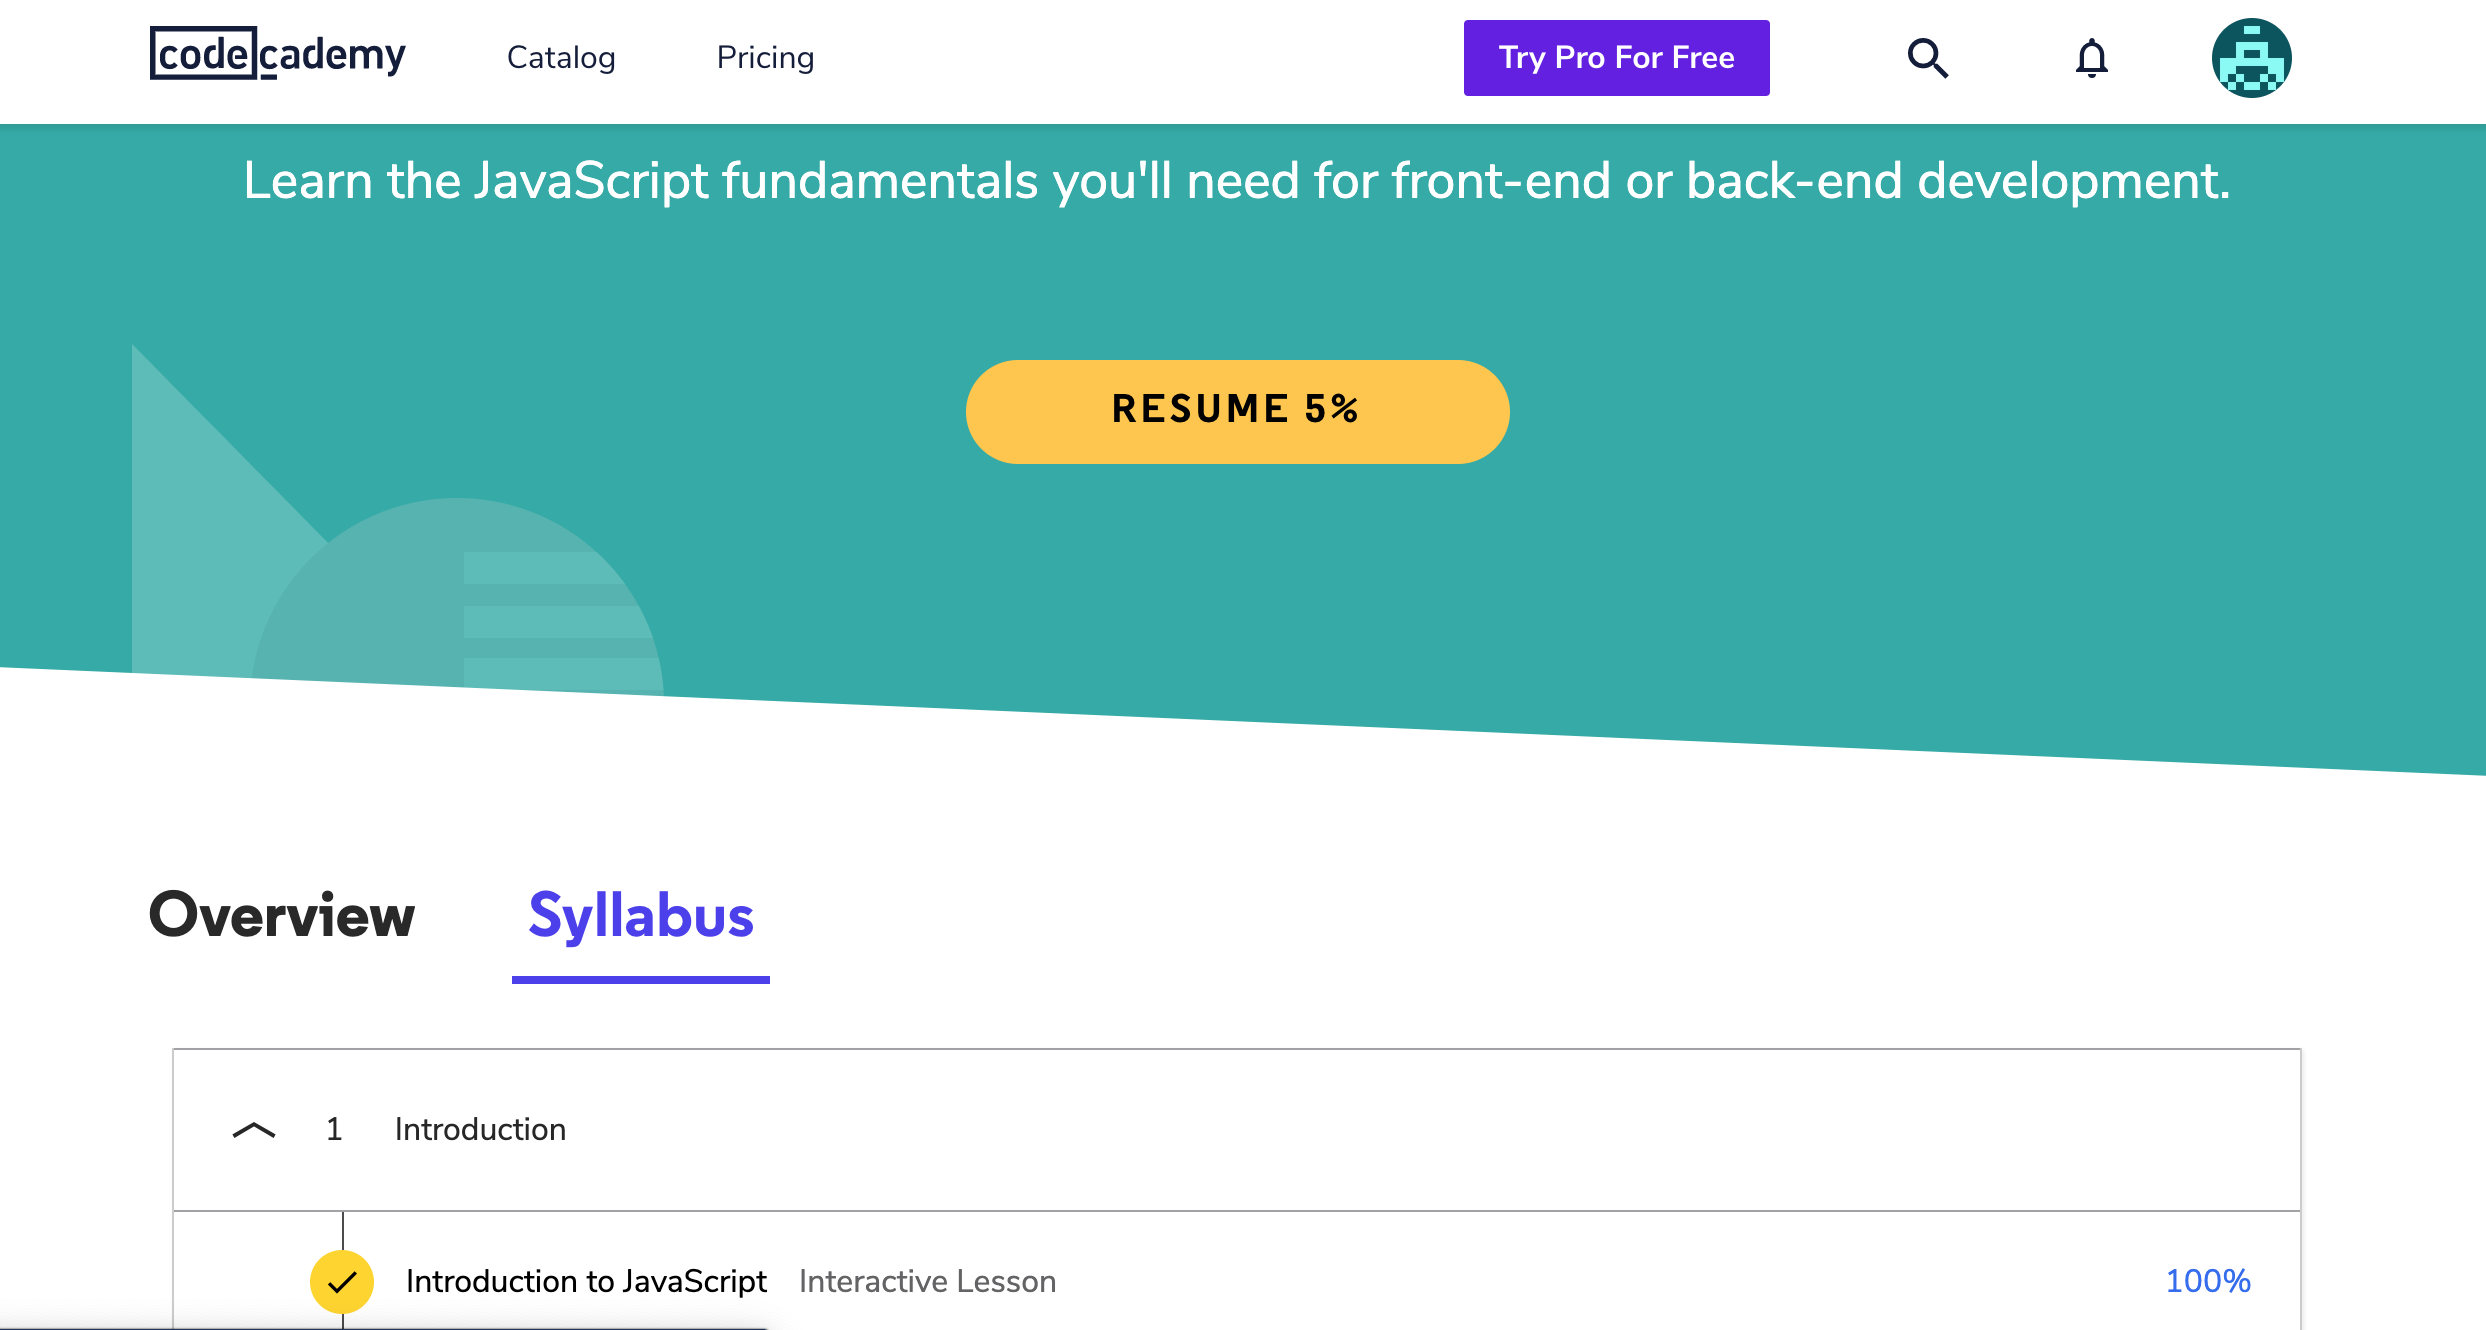 codecademy
Catalog
Pricing
Try Pro For Free
Learn the JavaScript fundamentals you'll need for front-end or back-end development.
RESUME 5%
Overview
Syllabus
1 Introduction
Introduction to JavaScript Interactive Lesson 100%